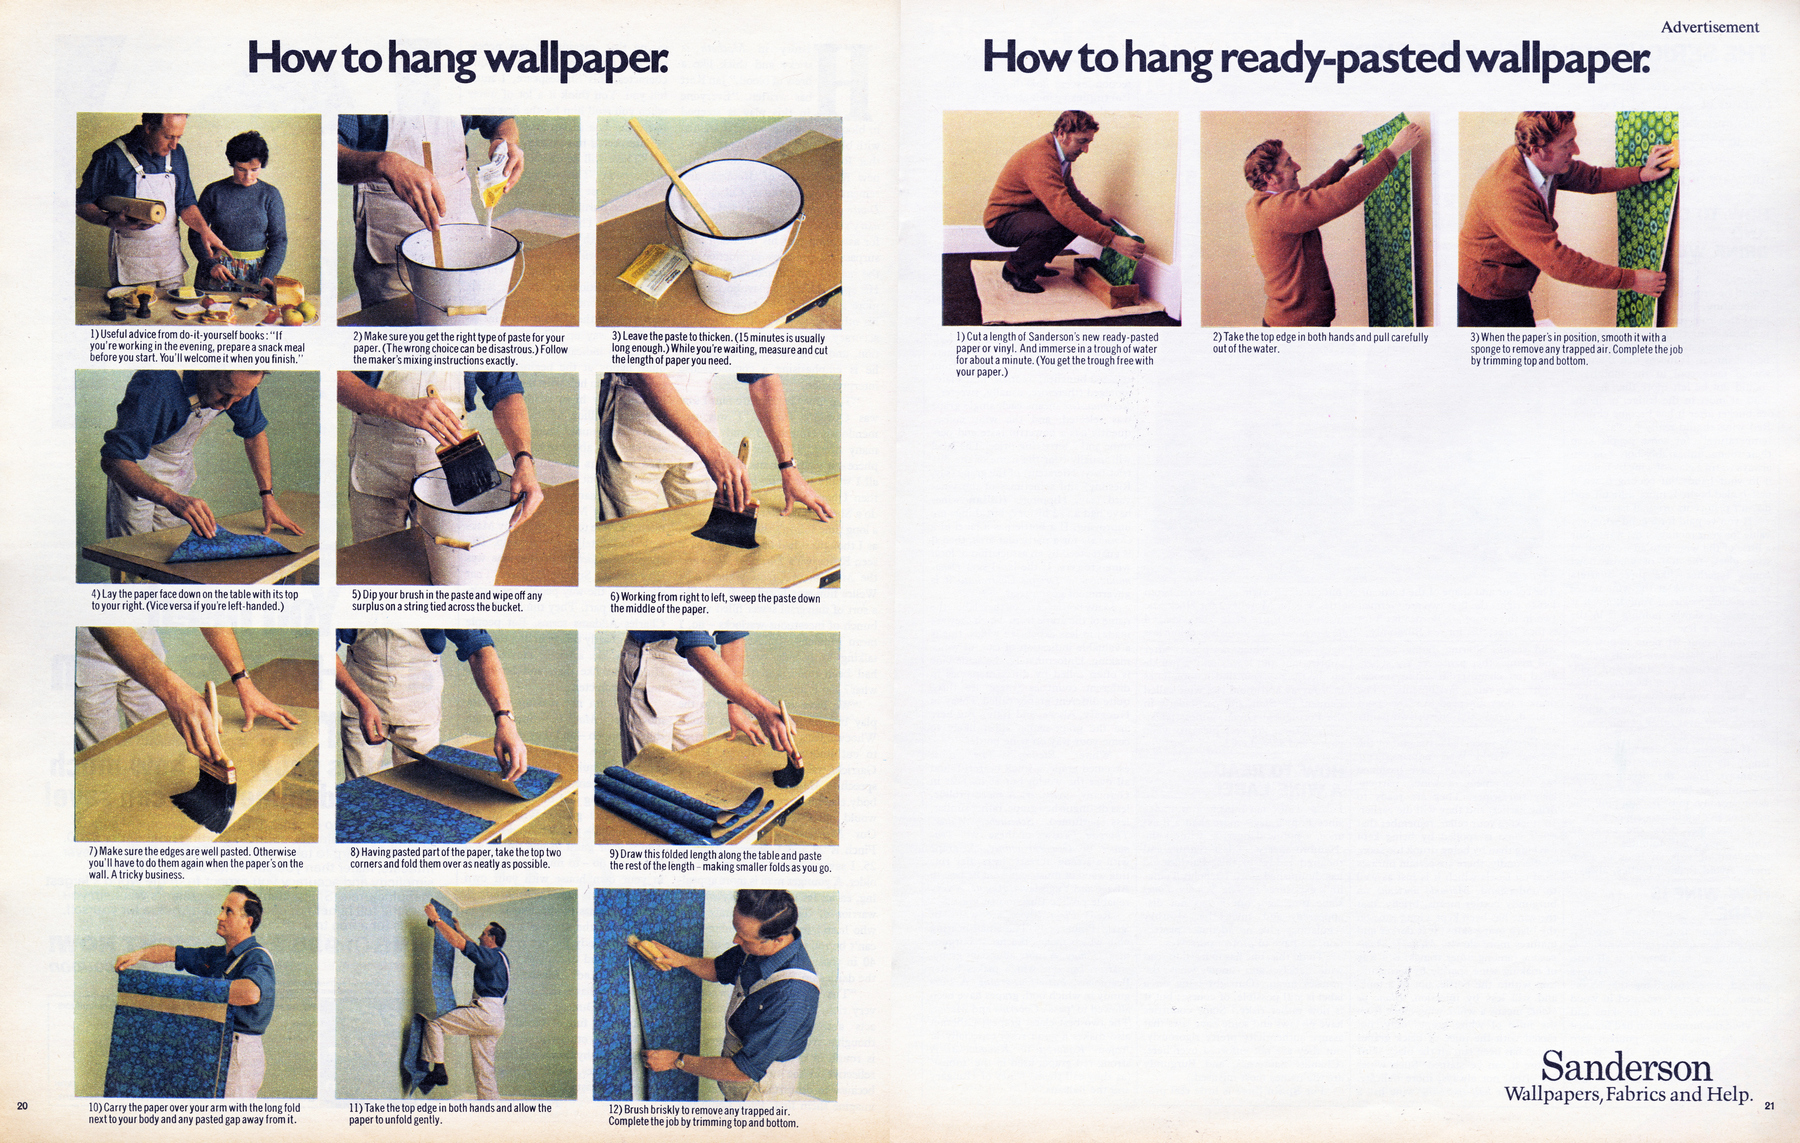 How to hang wallpaper.
1) Useful advice from do-it-yourself books: "If
you're working in the evening, prepare a snack meal
before you start. You'll welcome it when you finish."
2) Make sure you get the right type of paste for your
paper. (The wrong choice can be disastrous.) Follow
the maker's mixing instructions exactly.
3) Leave the paste to thicken. (15 minutes is usually
long enough.) While you're waiting, measure and cut
the length of paper you need.
4) Lay the paper face down on the table with its top
to your right. (Vice versa if you're left-handed.)
5) Dip your brush in the paste and wipe off any
surplus on a string tied across the bucket.
6) Working from right to left, sweep the paste down
the middle of the paper.
7) Make sure the edges are well pasted. Otherwise
you'll have to do them again when the paper's on the
wall. A tricky business.
8) Having pasted part of the paper, take the top two
corners and fold them over as neatly as possible.
9) Draw this folded length along the table and paste
the rest of the length – making smaller folds as you go.
10) Carry the paper over your arm with the long fold
next to your body and any pasted gap away from it.
11) Take the top edge in both hands and allow the
paper to unfold gently.
12) Brush briskly to remove any trapped air.
Complete the job by trimming top and bottom.
20
Advertisement
How to hang ready-pasted wallpaper.
1) Cut a length of Sanderson's new ready-pasted
paper or vinyl. And immerse in a trough of water
for about a minute. (You get the trough free with
your paper.)
2) Take the top edge in both hands and pull carefully
out of the water.
3) When the paper's in position, smooth it with a
sponge to remove any trapped air. Complete the job
by trimming top and bottom.
Sanderson
Wallpapers, Fabrics and Help.
21